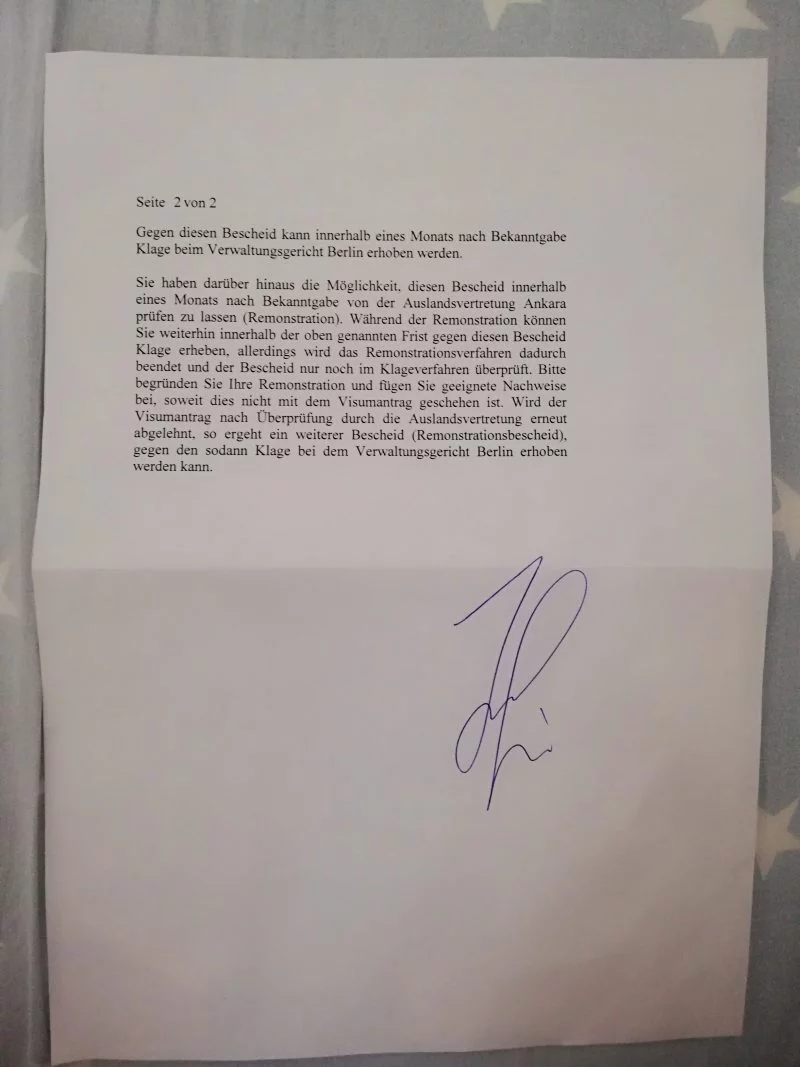 Seite 2 von 2
Gegen diesen Bescheid kann innerhalb eines Monats nach Bekanntgabe
Klage beim Verwaltungsgericht Berlin erhoben werden.
Sie haben darüber hinaus die Möglichkeit, diesen Bescheid innerhalb
eines Monats nach Bekanntgabe von der Auslandsvertretung Ankara
prüfen zu lassen (Remonstration). Während der Remonstration können
Sie weiterhin innerhalb der oben genannten Frist gegen diesen Bescheid
Klage erheben, allerdings wird das Remonstrationsverfahren dadurch
beendet und der Bescheid nur noch im Klageverfahren überprüft. Bitte
begründen Sie Ihre Remonstration und fügen Sie geeignete Nachweise
bei, soweit dies nicht mit dem Visumantrag geschehen ist. Wird der
Visumantrag nach Überprüfung durch die Auslandsvertretung erneut
abgelehnt, so ergeht ein weiterer Bescheid (Remonstrationsbescheid),
gegen den sodann Klage bei dem Verwaltungsgericht Berlin erhoben
werden kann.